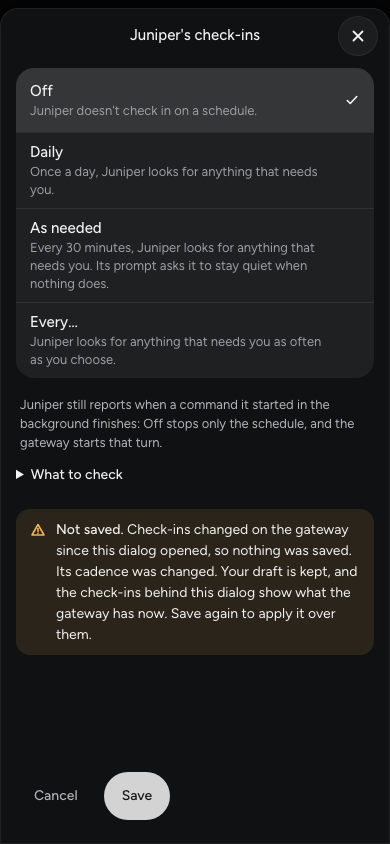 Juniper's check-ins
Off
Juniper doesn't check in on a schedule.
Daily
Once a day, Juniper looks for anything that needs
you.
As needed
Every 30 minutes, Juniper looks for anything that
needs you. Its prompt asks it to stay quiet when
nothing does.
Every...
Juniper looks for anything that needs you as often
as you choose.
Juniper still reports when a command it started in the
background finishes: Off stops only the schedule, and the
gateway starts that turn.
What to check
Not saved. Check-ins changed on the gateway
since this dialog opened, so nothing was saved.
Its cadence was changed. Your draft is kept, and
the check-ins behind this dialog show what the
gateway has now. Save again to apply it over
them.
Cancel
Save